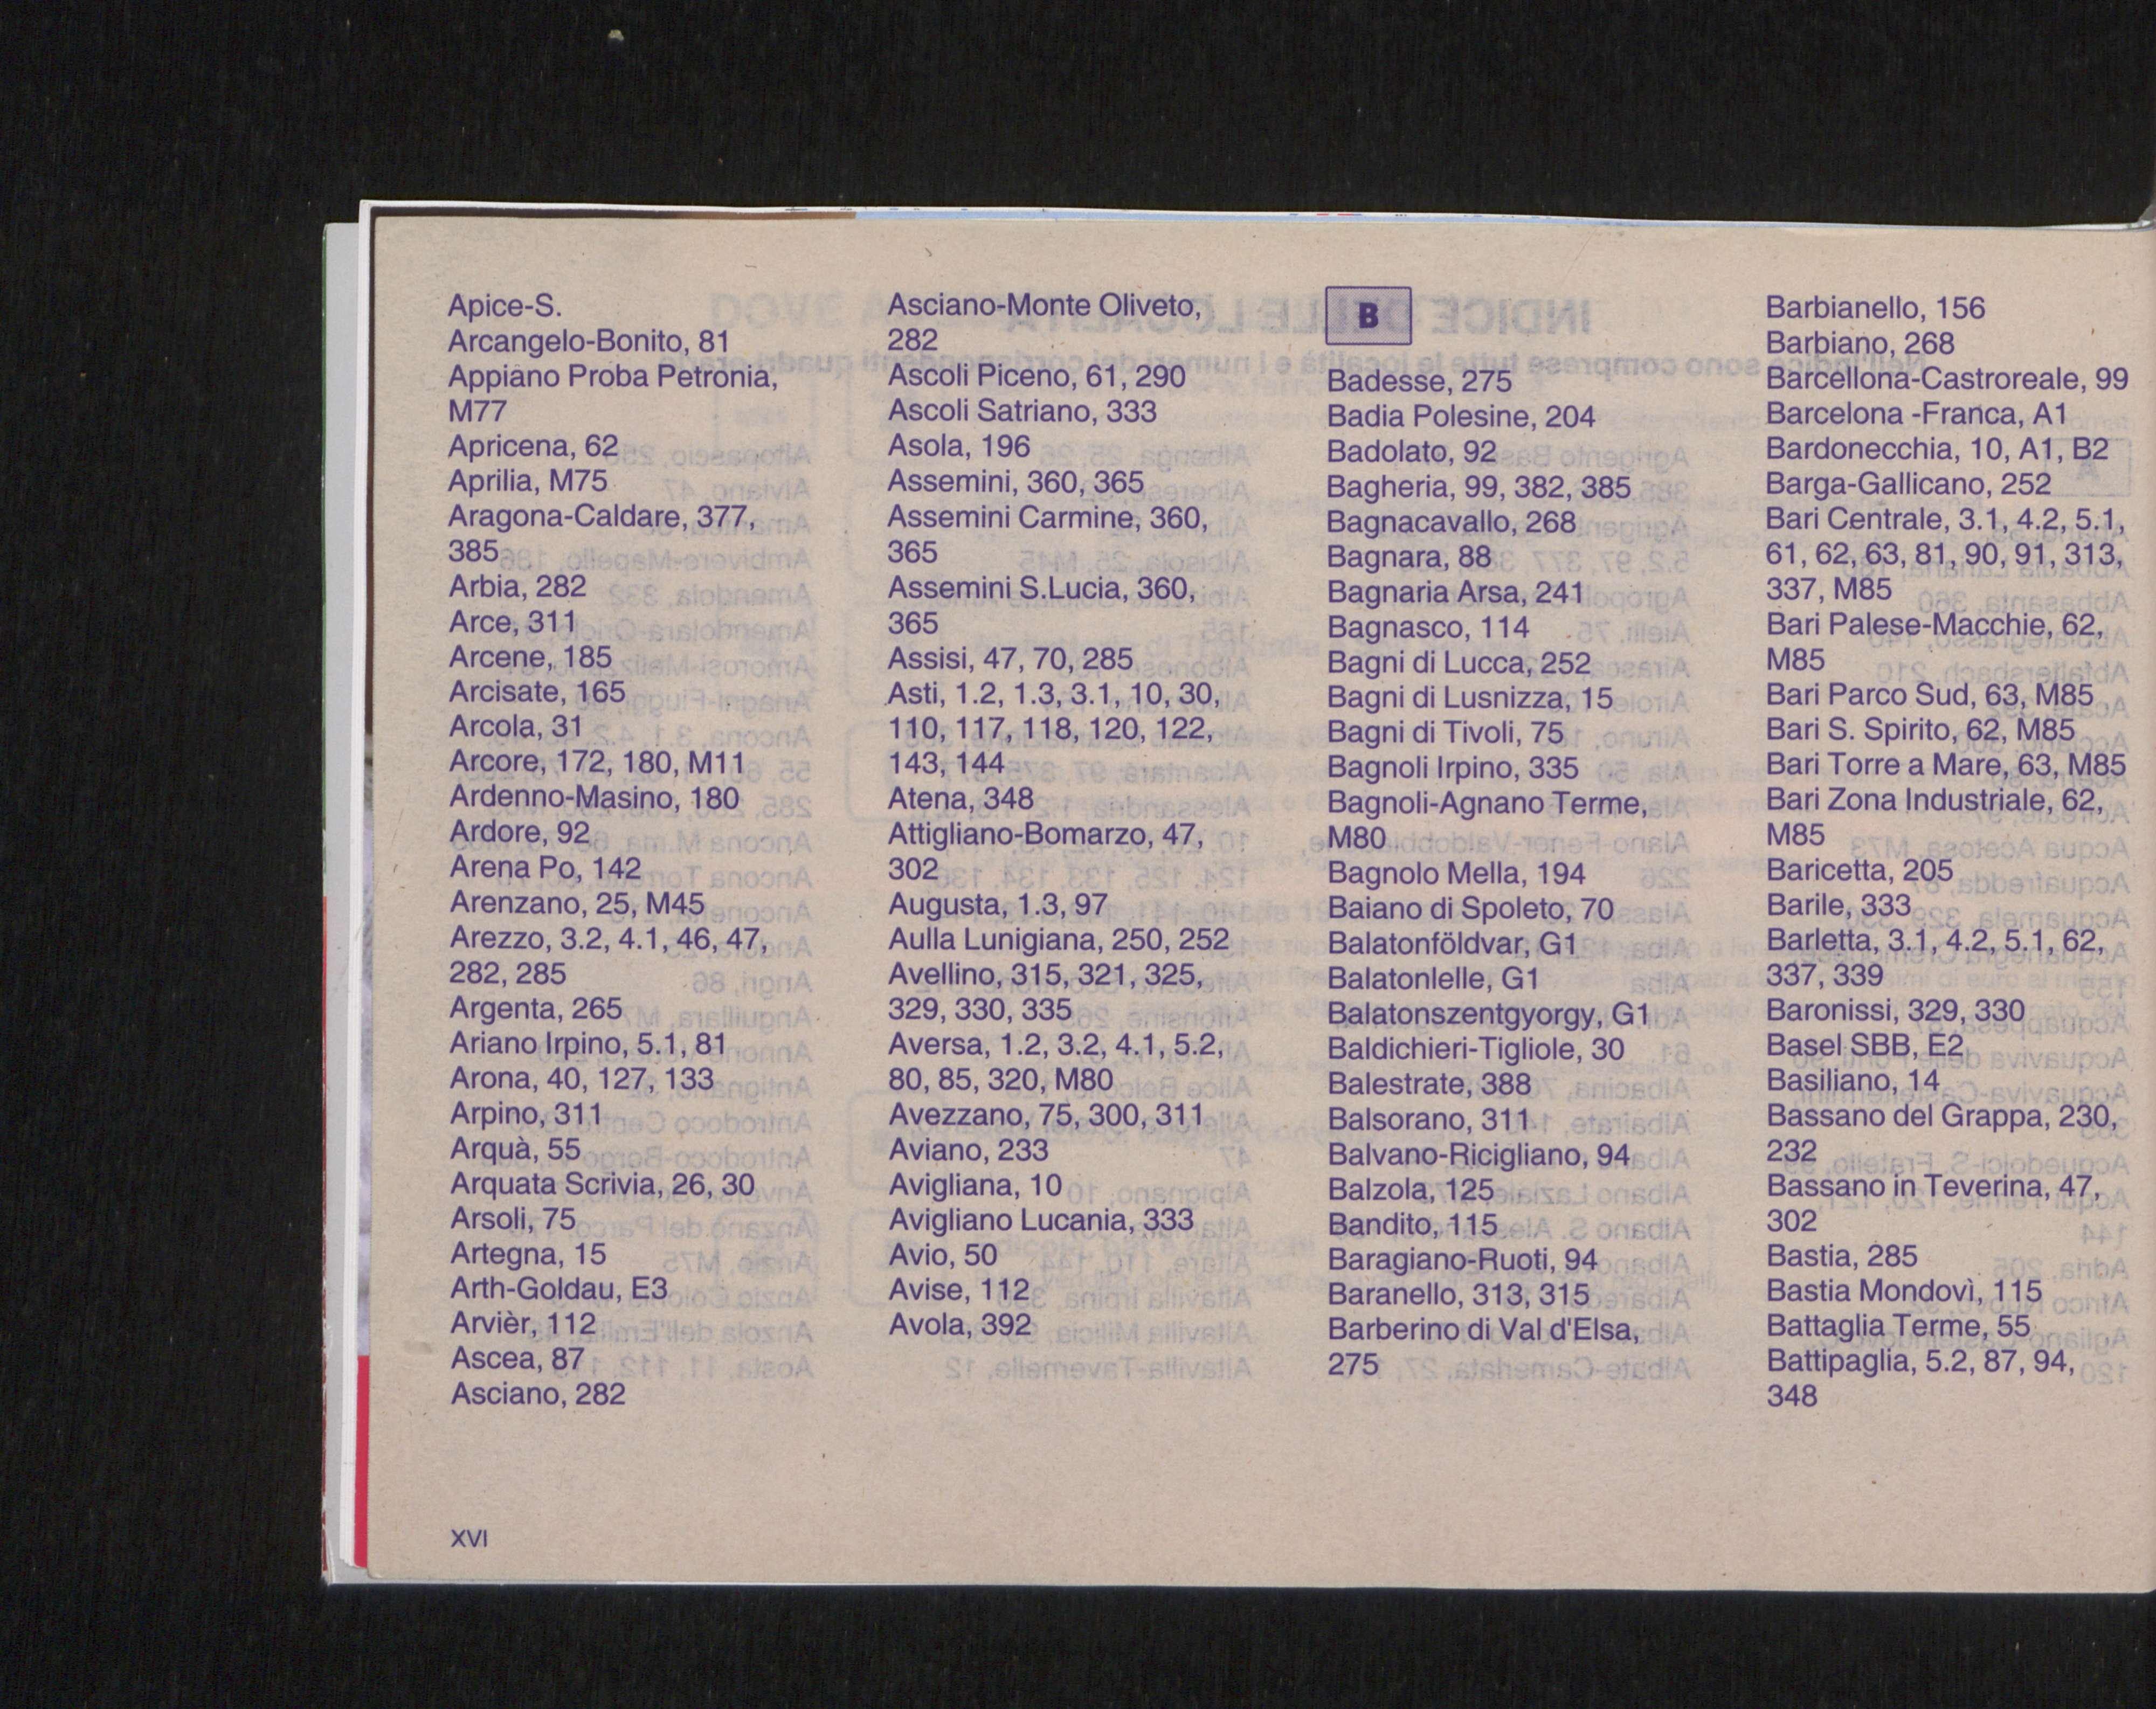 Apice-S.
Arcangelo-Bonito, 81
Appiano Proba Petronia,
M77
Apricena, 62
Aprilia, M75
Aragona-Caldare, 377,
385
Arbia, 282
Arce, 311
Arcene, 185
Arcisate, 165
Arcola, 31
Arcore, 172, 180, M11
Ardenno-Masino, 180
Ardore, 92
Arena Po, 142
Arenzano, 25, M45
Arezzo, 3.2, 4.1, 46, 47,
282, 285
Argenta, 265
Ariano Irpino, 5.1, 81
Arona, 40, 127, 133
Arpino, 311
Arquà, 55
Arquata Scrivia, 26, 30
Arsoli, 75
Artegna, 15
Arth-Goldau, E3
Arvièr, 112
Ascea, 87
Asciano, 282
Asciano-Monte Oliveto,
282
Ascoli Piceno, 61, 290
Ascoli Satriano, 333
Asola, 196
Assemini, 360, 365
Assemini Carmine, 360,
365
Assemini S.Lucia, 360,
365
Assisi, 47, 70, 285
Asti, 1.2, 1.3, 3.1, 10, 30,
110, 117, 118, 120, 122,
143, 144
Atena, 348
Attigliano-Bomarzo, 47,
302
Augusta, 1.3, 97
Aulla Lunigiana, 250, 252
Avellino, 315, 321, 325,
329, 330, 335
Aversa, 1.2, 3.2, 4.1, 5.2,
80, 85, 320, M80
Avezzano, 75, 300, 311
Aviano, 233
Avigliana, 10
Avigliano Lucania, 333
Avio, 50
Avise, 112
Avola, 392
B
Badesse, 275
Badia Polesine, 204
Badolato, 92
Bagheria, 99, 382, 385
Bagnacavallo, 268
Bagnara, 88
Bagnaria Arsa, 241
Bagnasco, 114
Bagni di Lucca, 252
Bagni di Lusnizza, 15
Bagni di Tivoli, 75
Bagnoli Irpino, 335
Bagnoli-Agnano Terme,
M80
Bagnolo Mella, 194
Baiano di Spoleto, 70
Balatonföldvar, G1
Balatonlelle, G1
Balatonszentgyorgy, G1
Baldichieri-Tigliole, 30
Balestrate, 388
Balsorano, 311
Balvano-Ricigliano, 94
Balzola, 125
Bandito, 115
Baragiano-Ruoti, 94
Baranello, 313, 315
Barberino di Val d'Elsa,
275
Barbianello, 156
Barbiano, 268
Barcellona-Castroreale, 99
Barcelona -Franca, A1
Bardonecchia, 10, A1, B2
Barga-Gallicano, 252
Bari Centrale, 3.1, 4.2, 5.1,
61, 62, 63, 81, 90, 91, 313,
337, M85
Bari Palese-Macchie, 62,
M85
Bari Parco Sud, 63, M85
Bari S. Spirito, 62, M85
Bari Torre a Mare, 63, M85
Bari Zona Industriale, 62,
M85
Baricetta, 205
Barile, 333
Barletta, 3.1, 4.2, 5.1, 62,
337, 339
Baronissi, 329, 330
Basel SBB, E2
Basiliano, 14
Bassano del Grappa, 230,
232
Bassano in Teverina, 47,
302
Bastia, 285
Bastia Mondovì, 115
Battaglia Terme, 55
Battipaglia, 5.2, 87, 94,
348
XVI